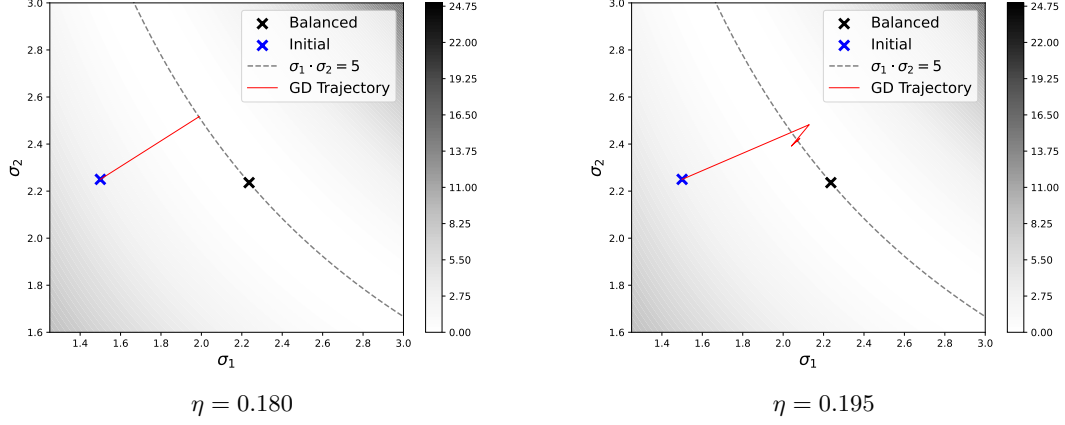 3.0
2.8
2.6
2.4
2.2
2.0
1.8
1.6
σ₂
1.4 1.6 1.8 2.0 2.2 2.4 2.6 2.8 3.0
σ₁
Balanced
Initial
σ₁ · σ₂ = 5
GD Trajectory
24.75
22.00
19.25
16.50
13.75
11.00
8.25
5.50
2.75
0.00
η = 0.180
3.0
2.8
2.6
2.4
2.2
2.0
1.8
1.6
σ₂
1.4 1.6 1.8 2.0 2.2 2.4 2.6 2.8 3.0
σ₁
Balanced
Initial
σ₁ · σ₂ = 5
GD Trajectory
24.75
22.00
19.25
16.50
13.75
11.00
8.25
5.50
2.75
0.00
η = 0.195